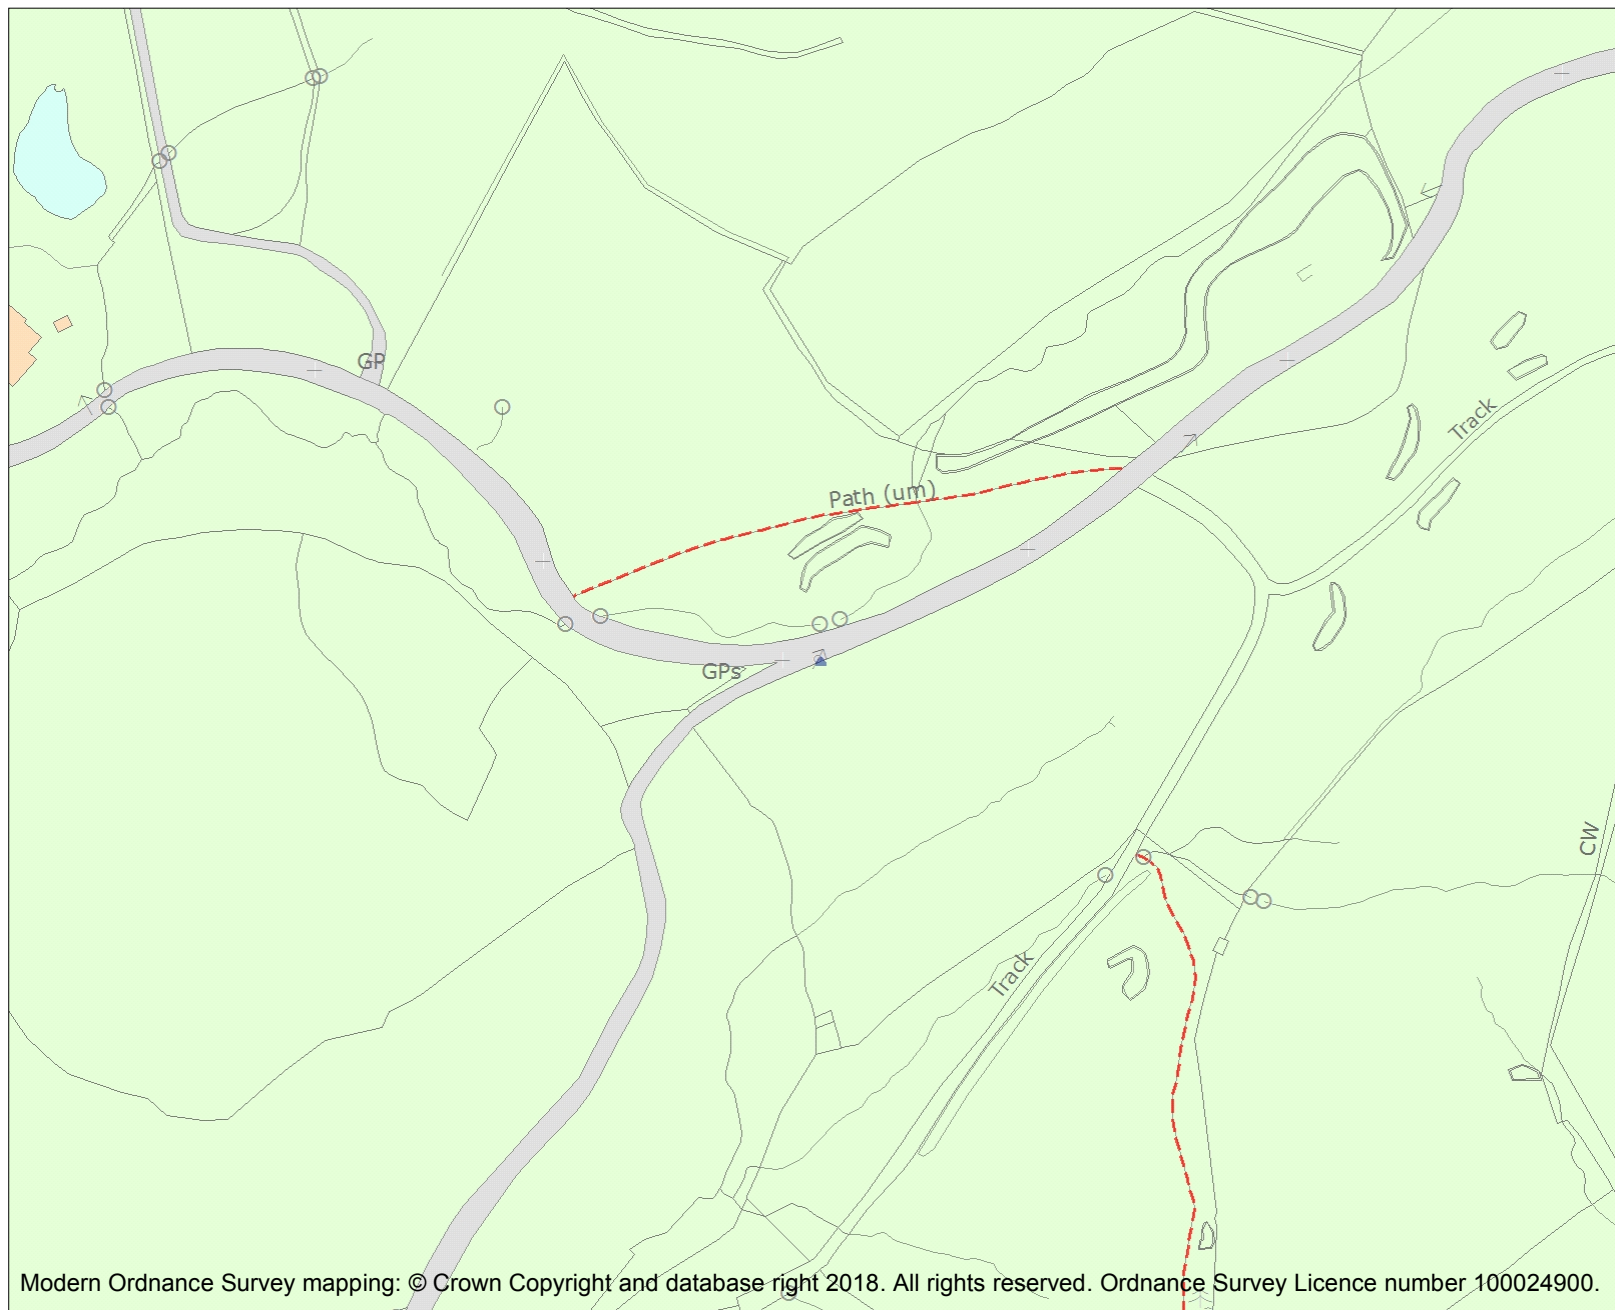 GP
Track
Path (um)
GPs
CW
Track
Modern Ordnance Survey mapping: © Crown Copyright and database right 2018. All rights reserved. Ordnance Survey Licence number 100024900.